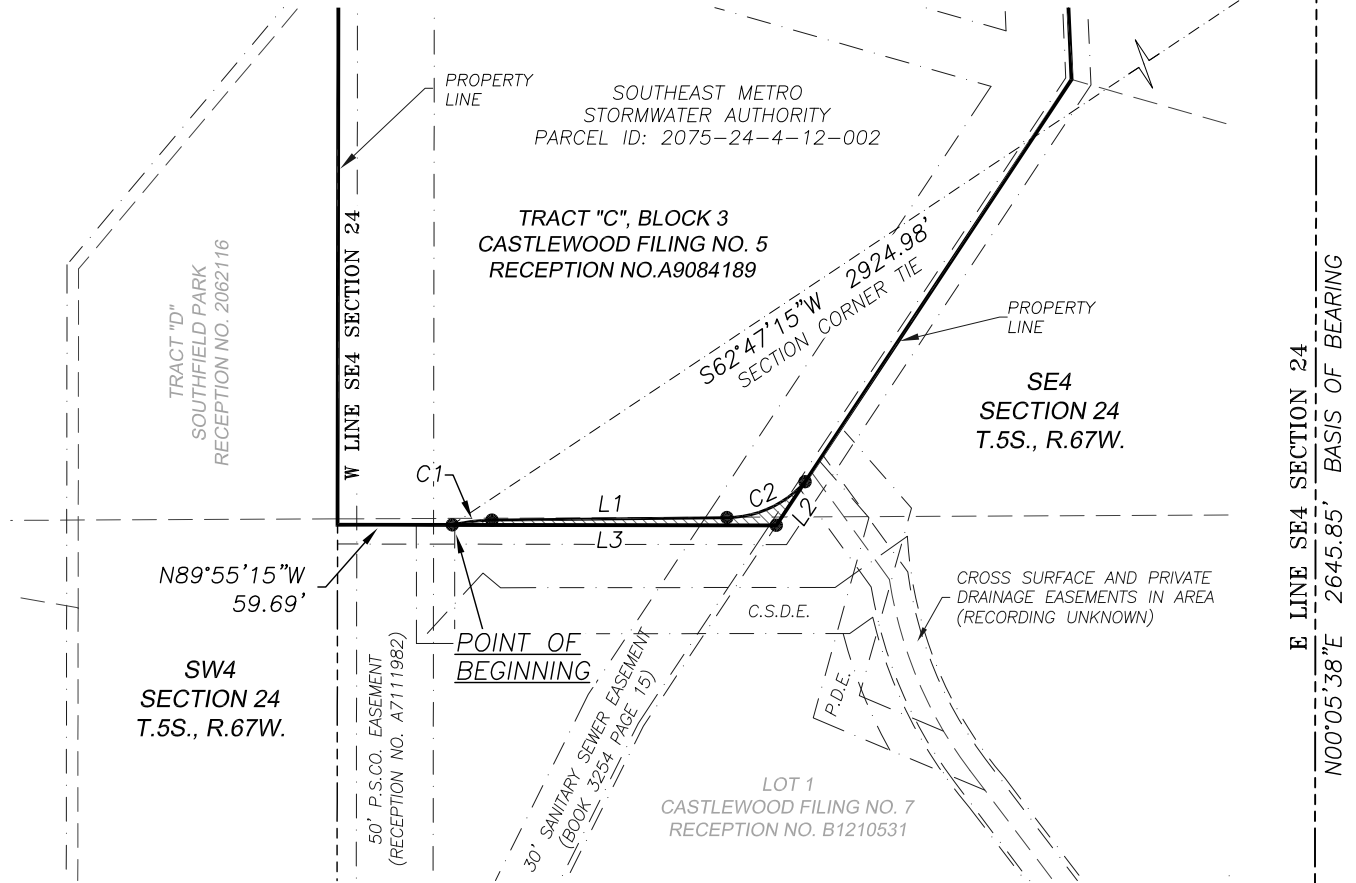 PROPERTY
LINE
SOUTHEAST METRO
STORMWATER AUTHORITY
PARCEL ID: 2075-24-4-12-002
TRACT "C", BLOCK 3
CASTLEWOOD FILING NO. 5
RECEPTION NO.A9084189
W LINE SE4 SECTION 24
TRACT "D"
SOUTHFIELD PARK
RECEPTION NO. 2062116
S62°47'15"W 2924.98'
SECTION CORNER TIE
PROPERTY
LINE
SE4
SECTION 24
T.5S., R.67W.
E LINE SE4 SECTION 24
N00°05'38"E 2645.85' BASIS OF BEARING
C1
L1
C2
L2
L3
N89°55'15"W
59.69'
POINT OF
BEGINNING
C.S.D.E.
CROSS SURFACE AND PRIVATE
DRAINAGE EASEMENTS IN AREA
(RECORDING UNKNOWN)
SW4
SECTION 24
T.5S., R.67W.
50' P.S.CO. EASEMENT
(RECEPTION NO. A7111982)
30' SANITARY SEWER EASEMENT
(BOOK 3254 PAGE 15)
P.D.E.
LOT 1
CASTLEWOOD FILING NO. 7
RECEPTION NO. B1210531